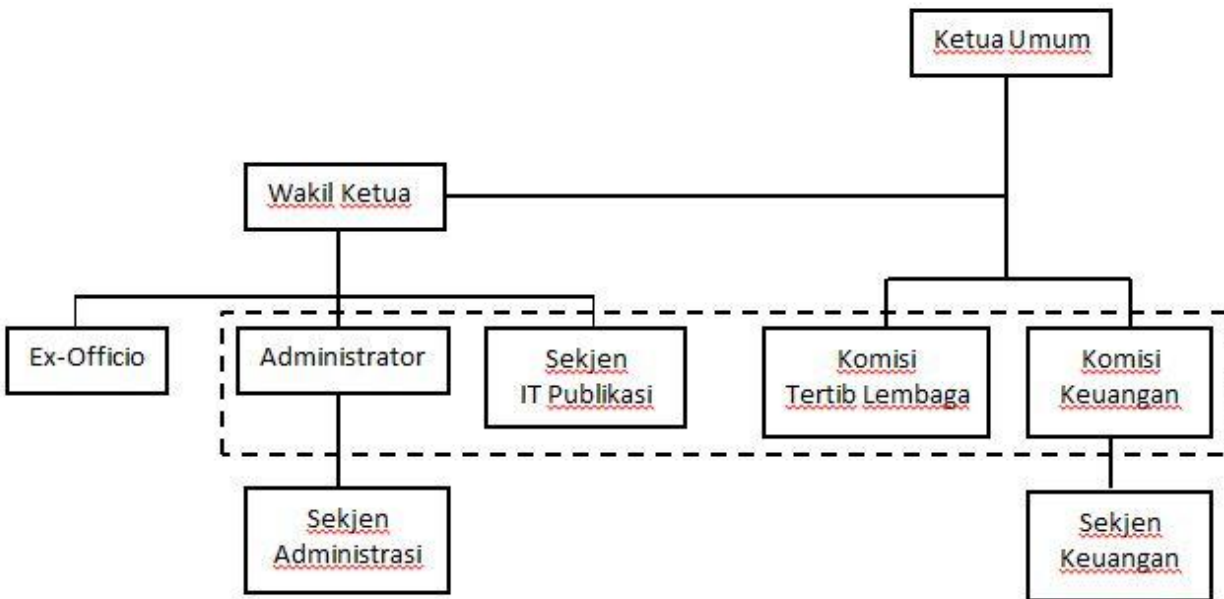 Ketua Umum
Wakil Ketua
Ex-Officio
Administrator
Sekjen
IT Publikasi
Komisi
Tertib Lembaga
Komisi
Keuangan
Sekjen
Administrasi
Sekjen
Keuangan